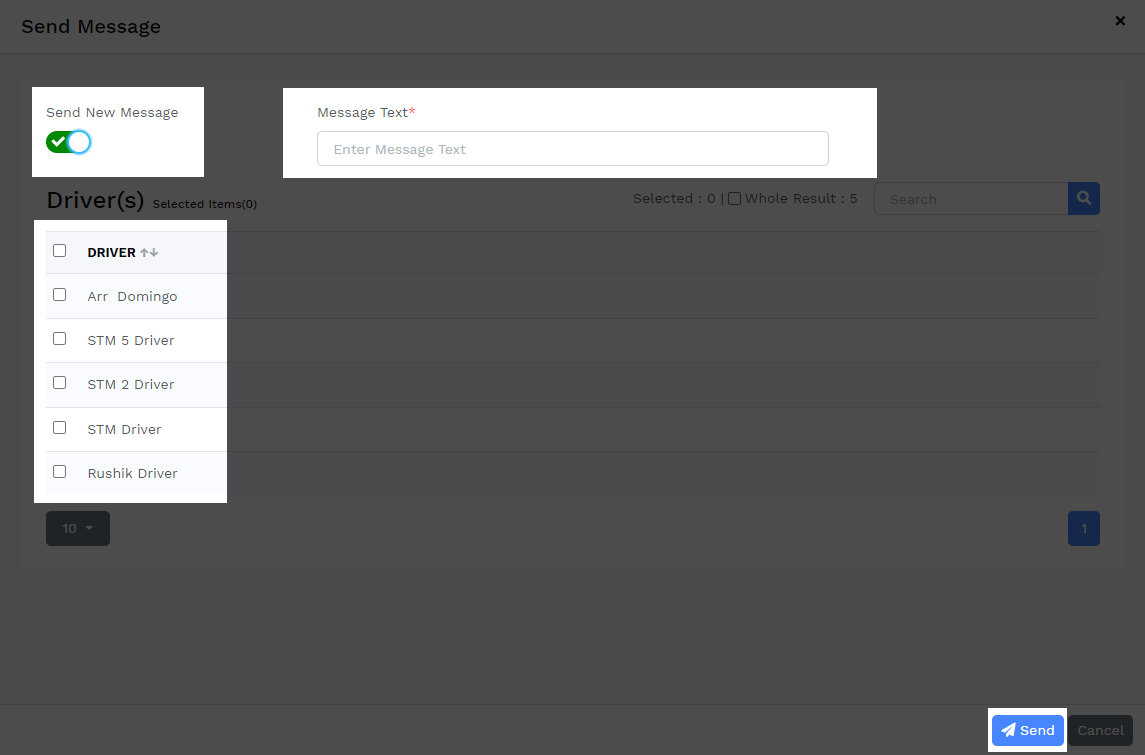 Send Message
×
Send New Message
Message Text*
Enter Message Text
Driver(s) Selected Items(0)
Selected : 0 | Whole Result : 5
Search
DRIVER
Arr Domingo
STM 5 Driver
STM 2 Driver
STM Driver
Rushik Driver
10
1
Send
Cancel